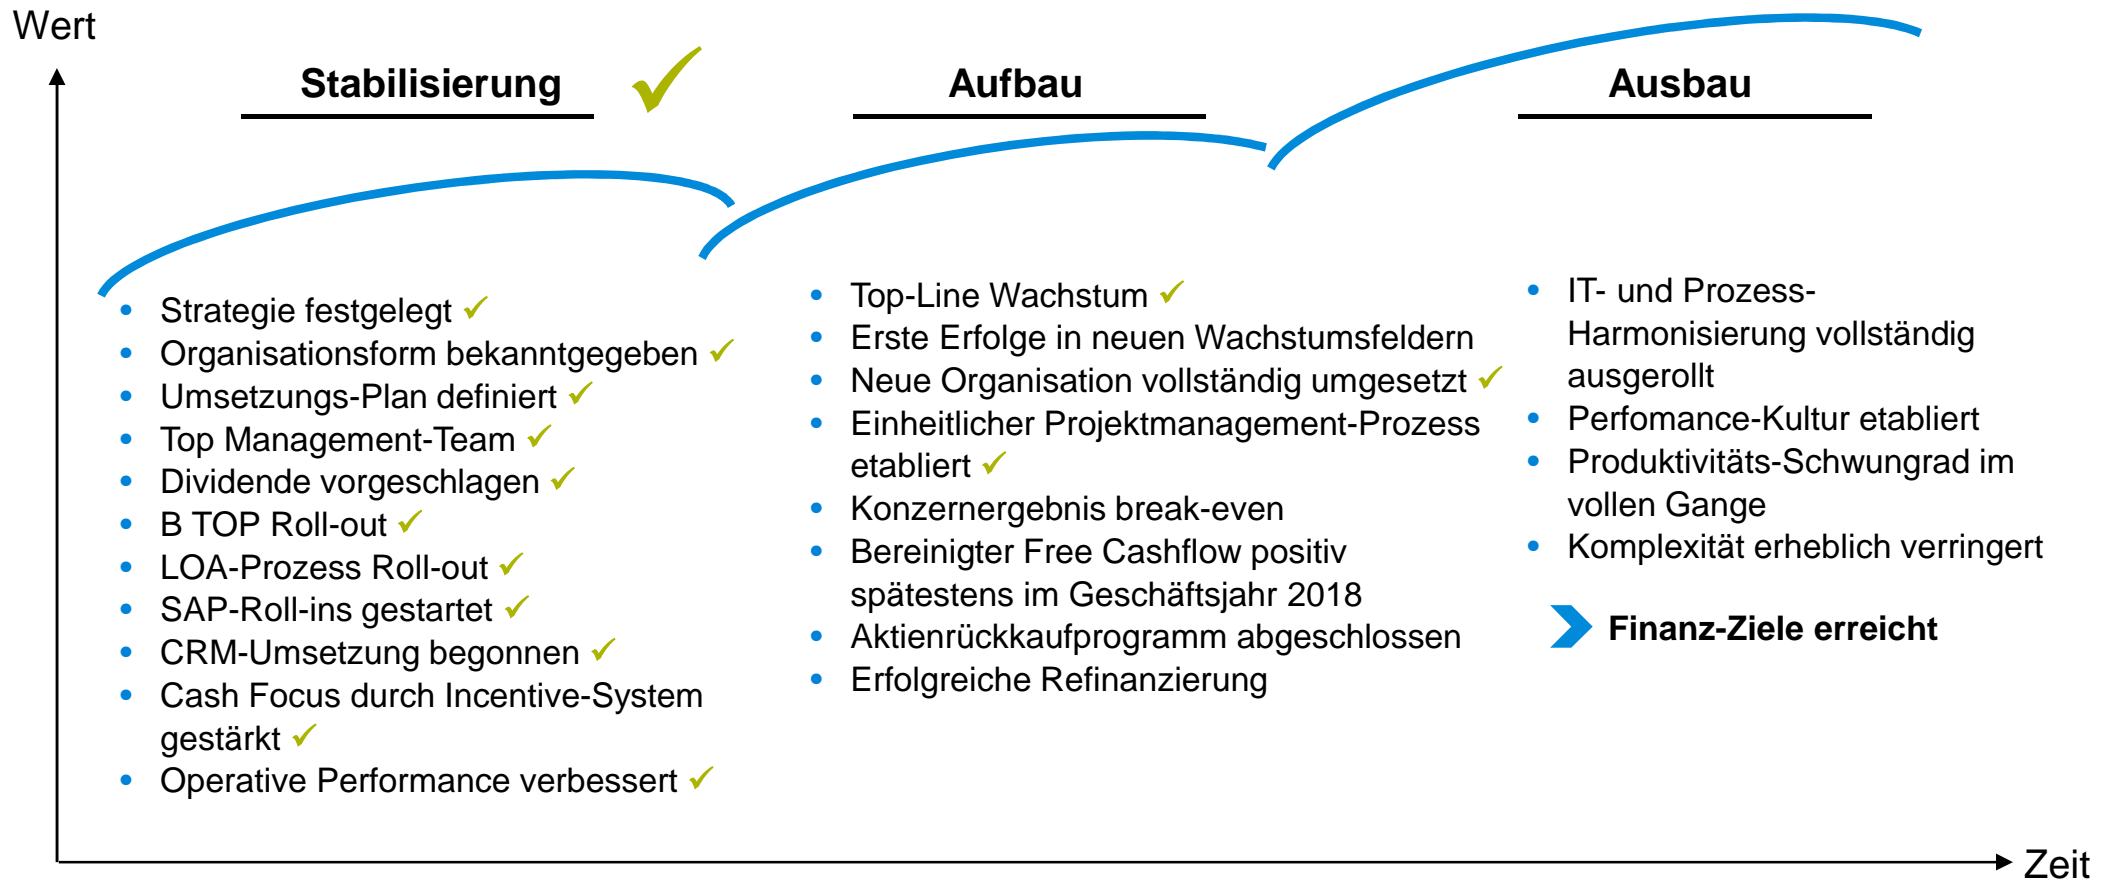 Wert
Stabilisierung ✓
Strategie festgelegt ✓
Organisationsform bekanntgegeben ✓
Umsetzungs-Plan definiert ✓
Top Management-Team ✓
Dividende vorgeschlagen ✓
B TOP Roll-out ✓
LOA-Prozess Roll-out ✓
SAP-Roll-ins gestartet ✓
CRM-Umsetzung begonnen ✓
Cash Focus durch Incentive-System
gestärkt ✓
Operative Performance verbessert ✓
Aufbau
Top-Line Wachstum ✓
Erste Erfolge in neuen Wachstumsfeldern
Neue Organisation vollständig umgesetzt ✓
Einheitlicher Projektmanagement-Prozess
etabliert ✓
Konzernergebnis break-even
Bereinigter Free Cashflow positiv
spätestens im Geschäftsjahr 2018
Aktienrückkaufprogramm abgeschlossen
Erfolgreiche Refinanzierung
Ausbau
IT- und Prozess-
Harmonisierung vollständig
ausgerollt
Perfomance-Kultur etabliert
Produktivitäts-Schwungrad im
vollen Gange
Komplexität erheblich verringert
Finanz-Ziele erreicht
Zeit